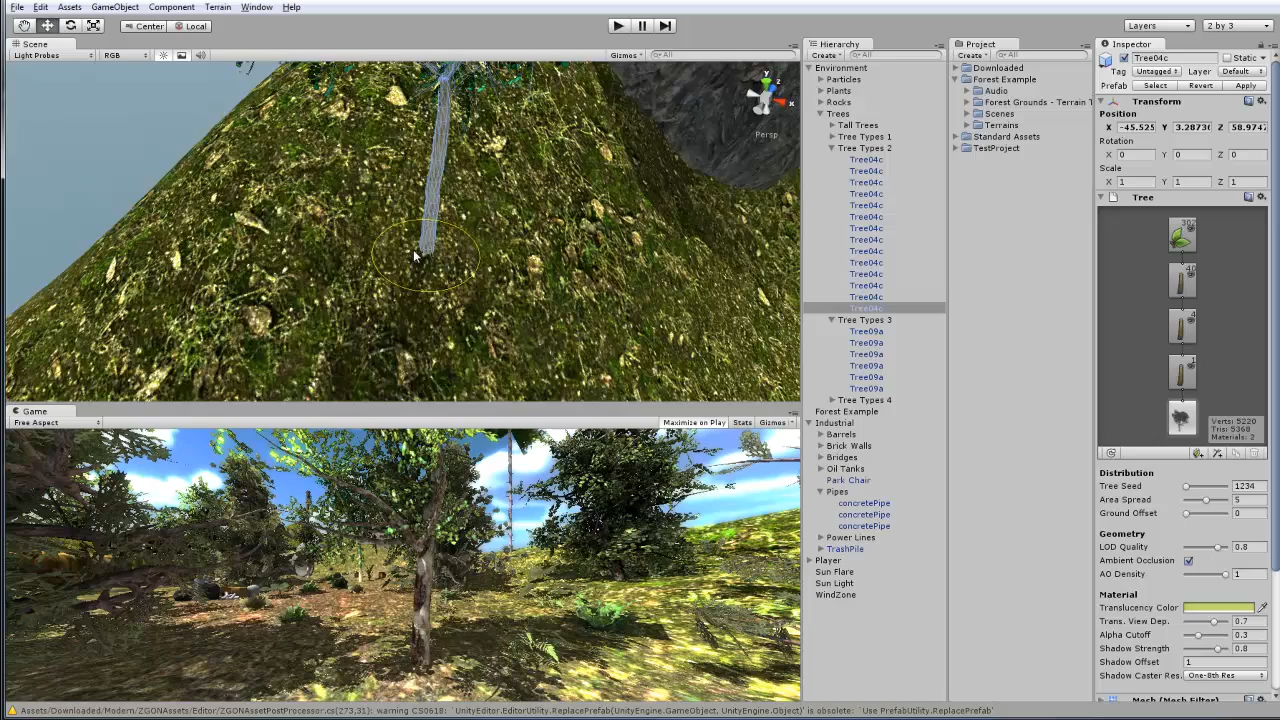 File Edit Assets GameObject Component Terrain Window Help
Center Local Layers 2 by 3
Scene
Light Probes RGB Gizmos All
y
z
x
Persp
Game
Free Aspect Maximize on Play Stats Gizmos
Hierarchy
Create All
Environment
Particles
Plants
Rocks
Trees
Tall Trees
Tree Types 1
Tree Types 2
Tree04c
Tree04c
Tree04c
Tree04c
Tree04c
Tree04c
Tree04c
Tree04c
Tree04c
Tree04c
Tree04c
Tree04c
Tree04c
Tree04c
Tree Types 3
Tree09a
Tree09a
Tree09a
Tree09a
Tree09a
Tree09a
Tree Types 4
Forest Example
Industrial
Barrels
Brick Walls
Bridges
Oil Tanks
Park Chair
Pipes
concretePipe
concretePipe
concretePipe
Power Lines
TrashPile
Player
Sun Flare
Sun Light
WindZone
Project
Create All
Downloaded
Forest Example
Audio
Forest Grounds - Terrain T
Scenes
Terrains
Standard Assets
TestProject
Inspector
Tree04c Static
Tag Untagged Layer Default
Prefab Select Revert Apply
Transform
Position
X -45.525 Y 3.2873 Z 58.974
Rotation
X 0 Y 0 Z 0
Scale
X 1 Y 1 Z 1
Tree
Verts: 5220
Tris: 5368
Materials: 2
Distribution
Tree Seed 1234
Area Spread 5
Ground Offset 0
Geometry
LOD Quality 0.8
Ambient Occlusion
AO Density 1
Material
Translucency Color
Trans. View Dep. 0.7
Alpha Cutoff 0.3
Shadow Strength 0.8
Shadow Offset 1
Shadow Caster Res. One-8th Res
Mesh (Mesh Filter)
Assets/Downloaded/Modern/ZGONAssets/Editor/ZGONAssetPostProcessor.cs(273,31): warning CS0618: `UnityEditor.EditorUtility.ReplacePrefab(UnityEngine.GameObject, UnityEngine.Object)' is obsolete: `Use PrefabUtility.ReplacePrefab'